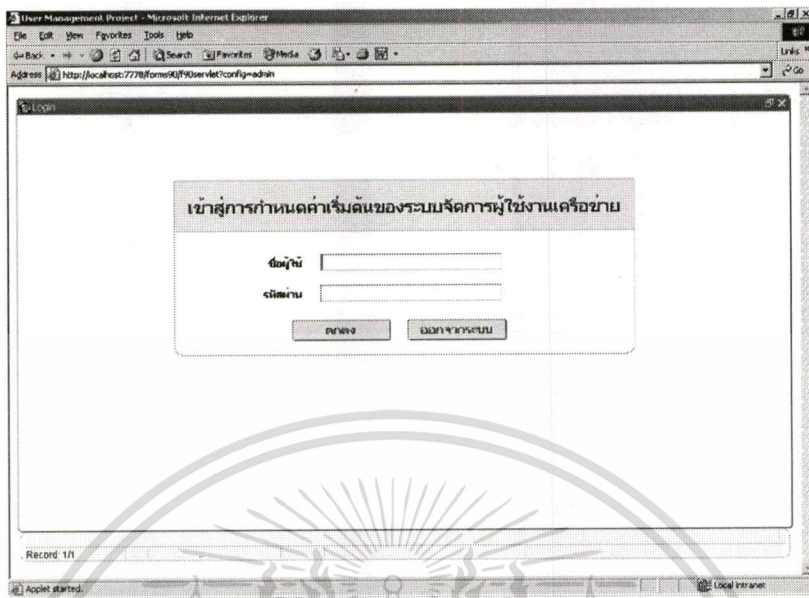 User Management Project - Microsoft Internet Explorer
File Edit View Favorites Tools Help
Back Search Favorites Media
Links
Address http://localhost:7778/forms90/f90servlet?config=admin Go
Login
เข้าสู่การกำหนดค่าเริ่มต้นของระบบจัดการผู้ใช้งานเครือข่าย
ชื่อผู้ใช้
รหัสผ่าน
ตกลง ออกจากระบบ
Record: 1/1
Applet started. Local intranet